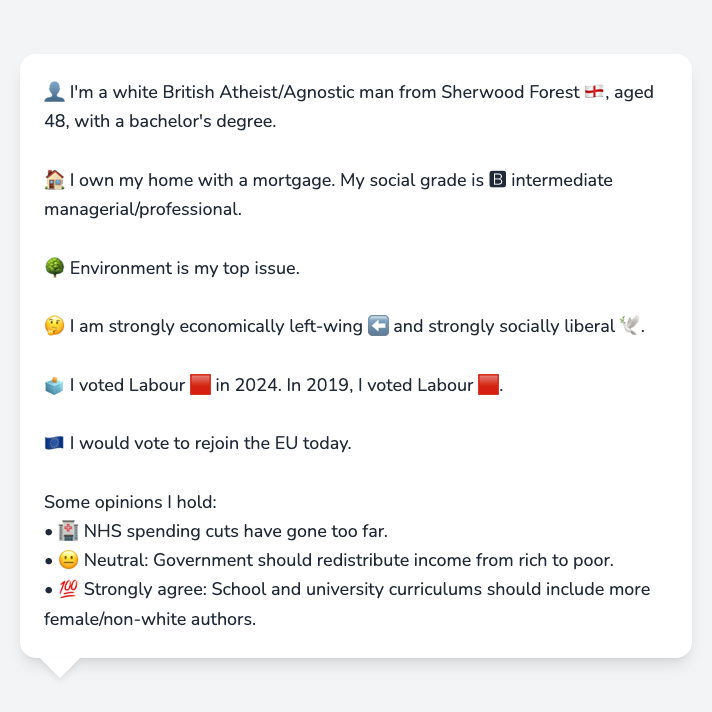 👤 I'm a white British Atheist/Agnostic man from Sherwood Forest 🏴󠁧󠁢󠁥󠁮󠁧󠁿, aged
48, with a bachelor's degree.
🏠 I own my home with a mortgage. My social grade is 🅱 intermediate
managerial/professional.
🌳 Environment is my top issue.
🤔 I am strongly economically left-wing ⬅️ and strongly socially liberal 🕊️.
🗳️ I voted Labour 🟥 in 2024. In 2019, I voted Labour 🟥.
🇪🇺 I would vote to rejoin the EU today.
Some opinions I hold:
• 🏥 NHS spending cuts have gone too far.
• 😐 Neutral: Government should redistribute income from rich to poor.
• 💯 Strongly agree: School and university curriculums should include more
female/non-white authors.